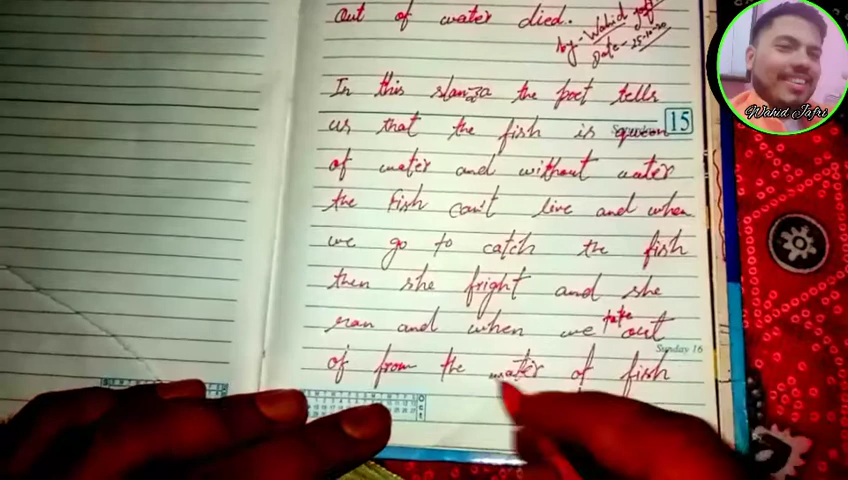 Out of water died.
by- Wahid Jafri
Date- 25-10-20
In this stanza the poet tells
us that the fish is queen
15
of water and without water
the Fish can't live and when
we go to catch the fish
then she fright and she
ran and when we take out
Sunday 16
of from the water of fish
Oct
Wahid Jafri